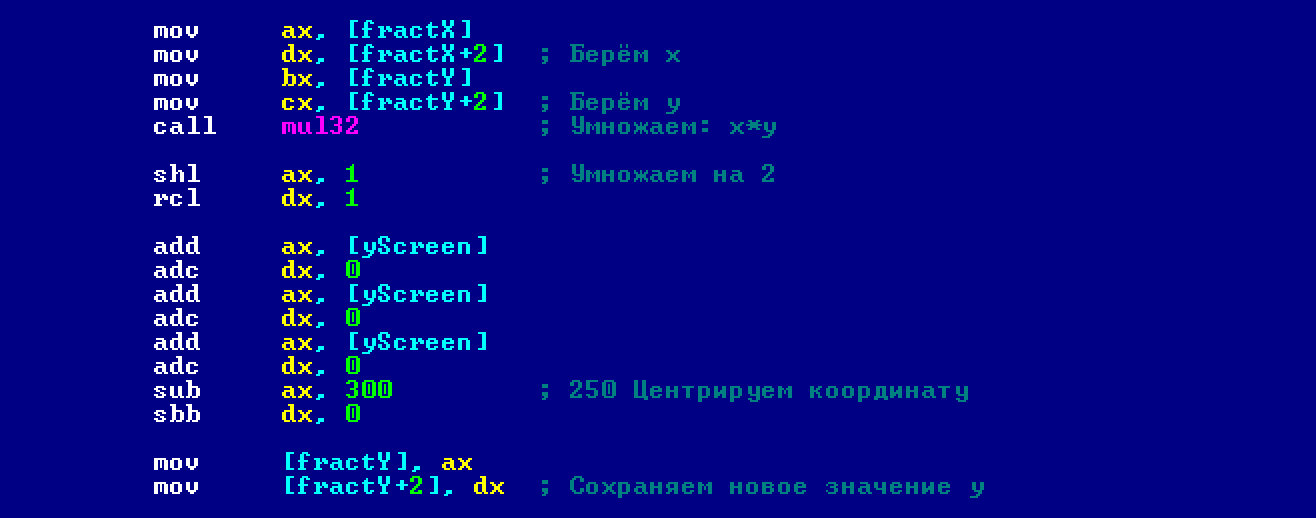 mov ax, [fractX]
mov dx, [fractX+2] ; Берём x
mov bx, [fractY]
mov cx, [fractY+2] ; Берём y
call mul32 ; Умножаем: x*y
shl ax, 1 ; Умножаем на 2
rcl dx, 1
add ax, [yScreen]
adc dx, 0
add ax, [yScreen]
adc dx, 0
add ax, [yScreen]
adc dx, 0
sub ax, 300 ; 250 Центрируем координату
sbb dx, 0
mov [fractY], ax
mov [fractY+2], dx ; Сохраняем новое значение y